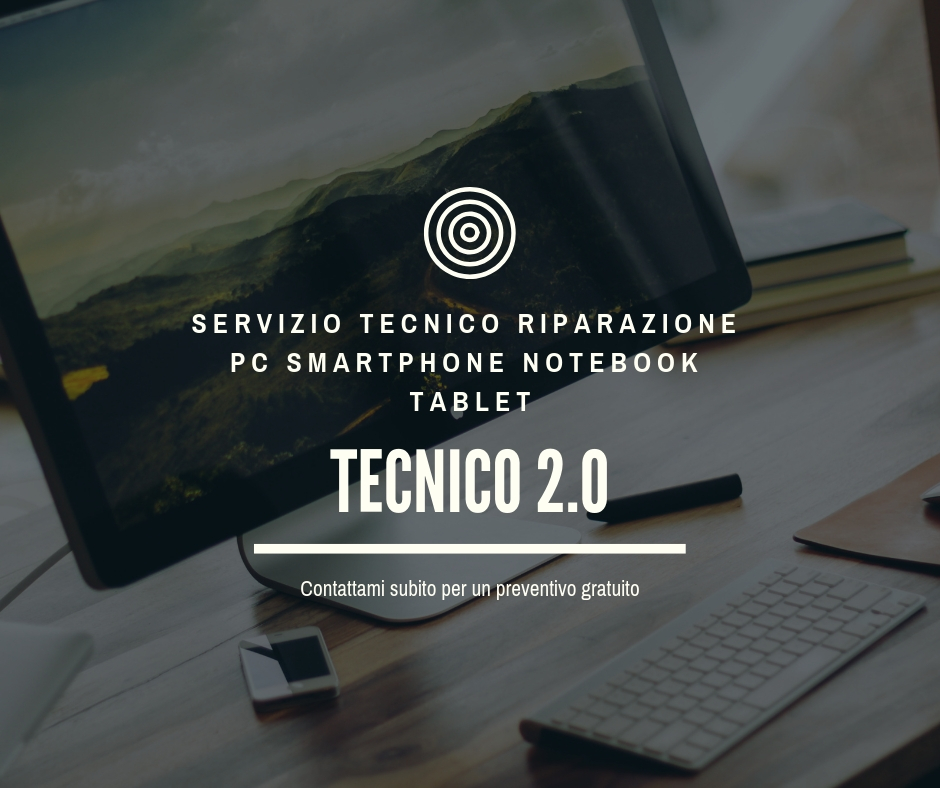 SERVIZIO TECNICO RIPARAZIONE
PC SMARTPHONE NOTEBOOK
TABLET
TECNICO 2.0
Contattami subito per un preventivo gratuito